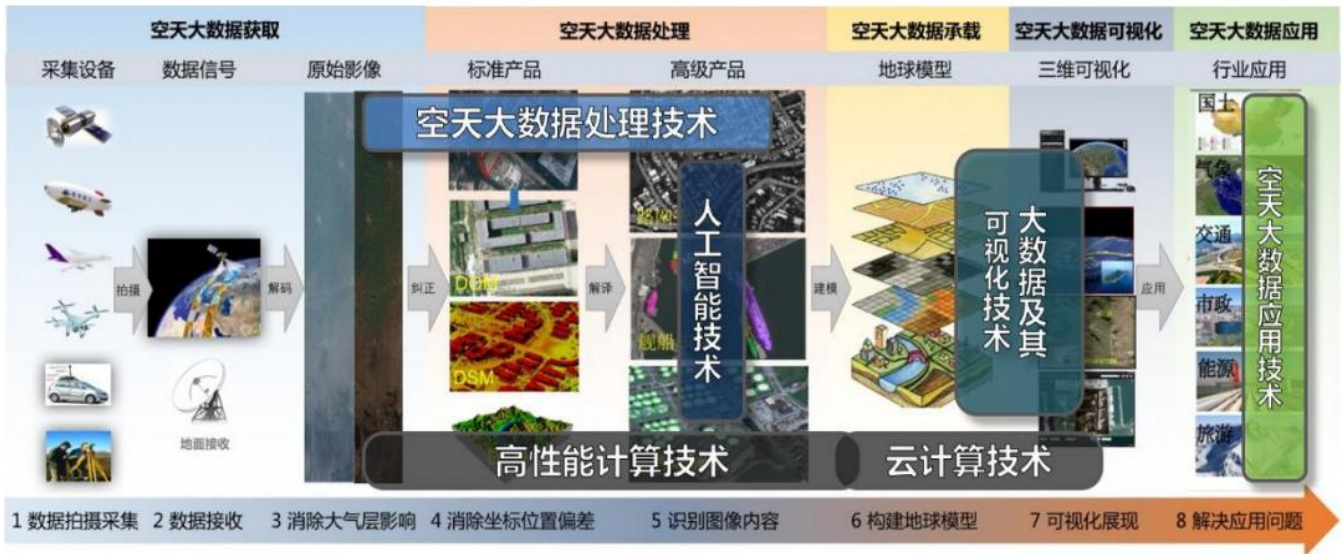 空天大数据获取
空天大数据处理
空天大数据承载
空天大数据可视化
空天大数据应用
采集设备
数据信号
原始影像
标准产品
高级产品
地球模型
三维可视化
行业应用
空天大数据处理技术
人工智能技术
大数据及其
可视化技术
空天大数据应用技术
拍摄
解码
纠正
解译
建模
应用
DOM
DSM
舰船
地面接收
国土
气象
交通
市政
能源
旅游
高性能计算技术
云计算技术
1 数据拍摄采集
2 数据接收
3 消除大气层影响
4 消除坐标位置偏差
5 识别图像内容
6 构建地球模型
7 可视化展现
8 解决应用问题